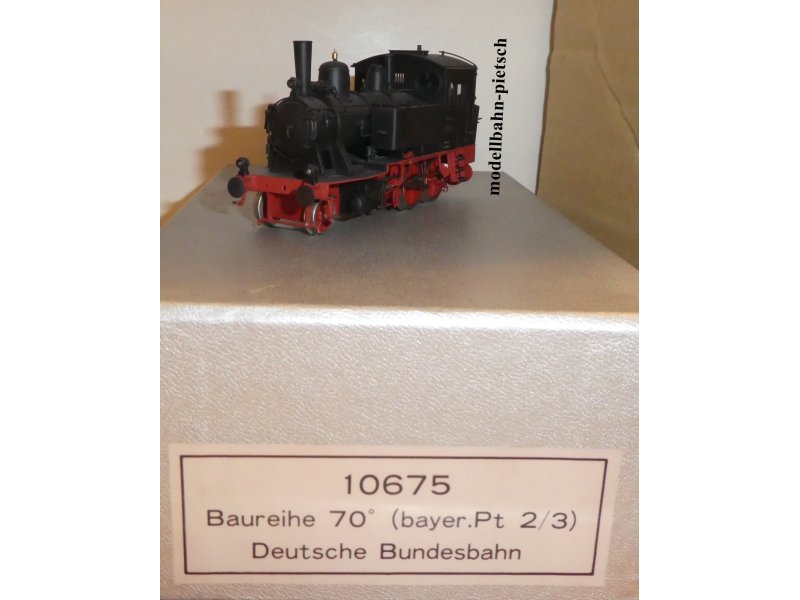 modellbahn-pietsch
10675
Baureihe 70° (bayer.Pt 2/3)
Deutsche Bundesbahn